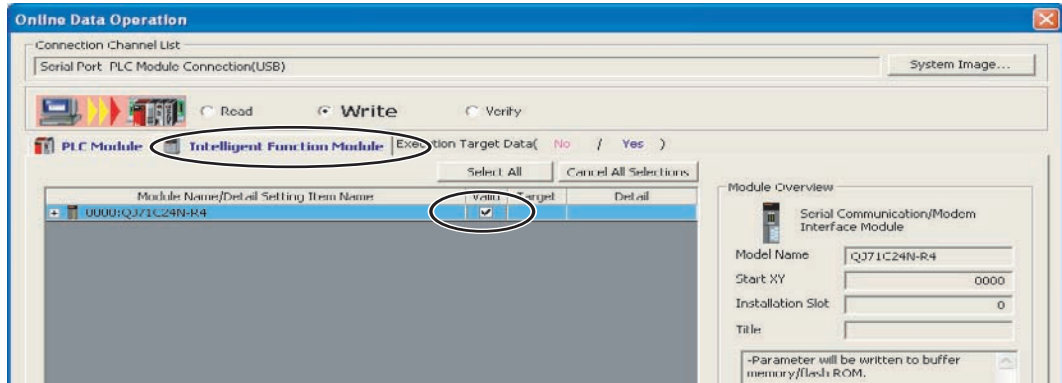 Online Data Operation
Connection Channel List
Serial Port PLC Module Connection(USB)
System Image...
Read
Write
Verify
PLC Module
Intelligent Function Module
Execution Target Data( No / Yes )
Select All
Cancel All Selections
Module Name/Detail Setting Item Name
Valid
Target
Detail
0000:QJ71C24N-R4
Module Overview
Serial Communication/Modem
Interface Module
Model Name
QJ71C24N-R4
Start XY
0000
Installation Slot
0
Title
-Parameter will be written to buffer
memory/flash ROM.